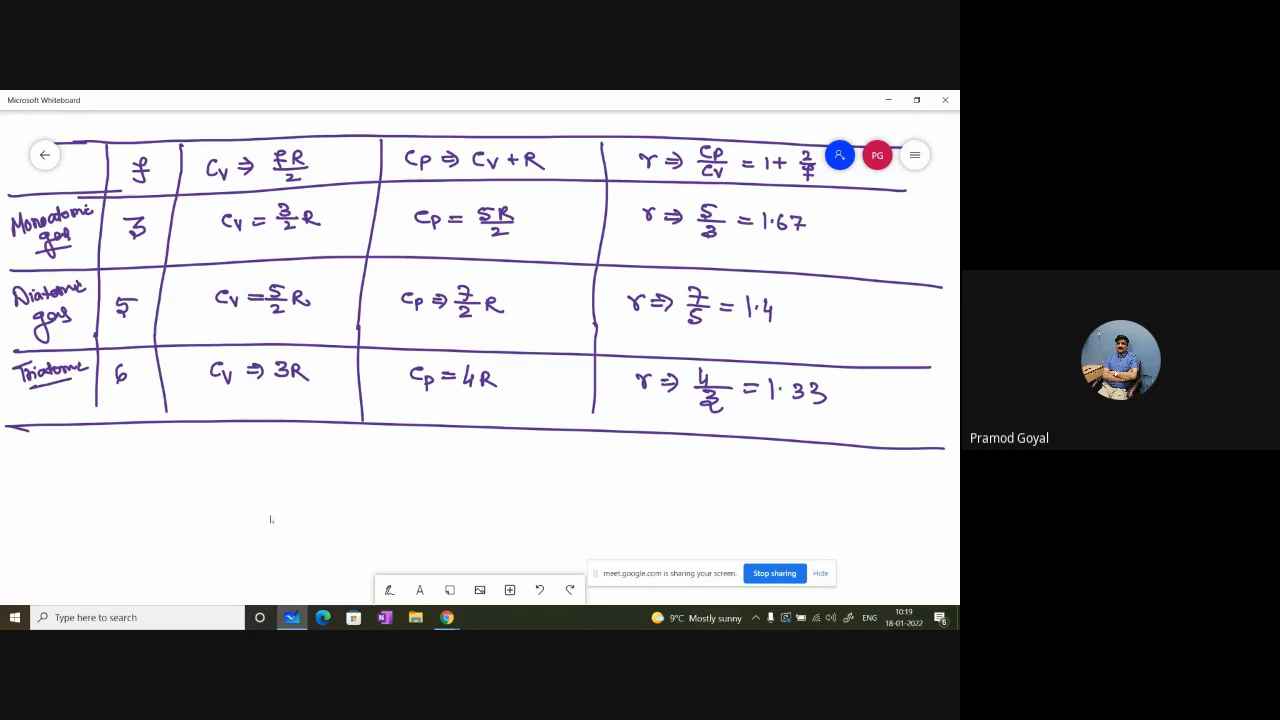 Microsoft Whiteboard
f Cv ⇒ fR/2 Cp ⇒ Cv + R r ⇒ Cp/Cv = 1 + 2/f
PG
Monoatomic gas 3 Cv = 3/2 R Cp = 5R/2 r ⇒ 5/3 = 1.67
Diatomic gas 5 Cv = 5/2 R Cp ⇒ 7/2 R r ⇒ 7/5 = 1.4
Triatomic 6 Cv ⇒ 3R Cp = 4R r ⇒ 4/3 = 1.33
Pramod Goyal
meet.google.com is sharing your screen. Stop sharing Hide
A
Type here to search 9°C Mostly sunny ENG 10:19
18-01-2022 6